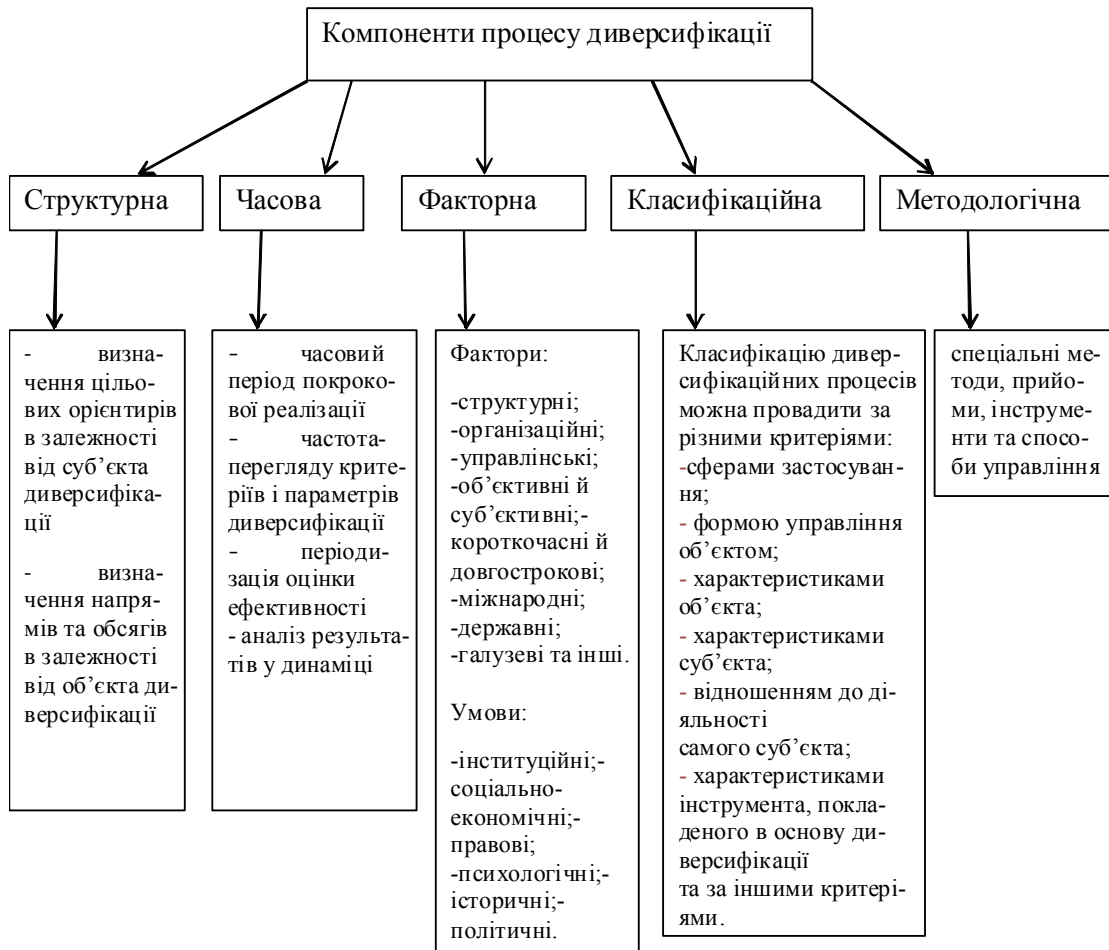 Компоненти процесу диверсифікації
Структурна
Часова
Факторна
Класифікаційна
Методологічна
- визна-
чення цільо-
вих орієнтирів
в залежності
від суб’єкта
диверсифіка-
ції
- визна-
чення напря-
мів та обсягів
в залежності
від об’єкта ди-
версифікації
- часовий
період покроко-
вої реалізації
- частота-
перегляду крите-
ріїв і параметрів
диверсифікації
- періоди-
зація оцінки
ефективності
- аналіз результа-
тів у динаміці
Фактори:
-структурні;
-організаційні;
-управлінські;
-об’єктивні й
суб’єктивні;-
короткочасні й
довгострокові;
-міжнародні;
-державні;
-галузеві та інші.
Умови:
-інституційні;-
соціально-
економічні;-
правові;
-психологічні;-
історичні;-
політичні.
Класифікацію дивер-
сифікаційних процесів
можна провадити за
різними критеріями:
-сферами застосуван-
ня;
- формою управління
об’єктом;
- характеристиками
об’єкта;
- характеристиками
суб’єкта;
- відношенням до ді-
яльності
самого суб’єкта;
- характеристиками
інструмента, покла-
деного в основу ди-
версифікації
та за іншими критері-
ями.
спеціальні ме-
тоди, прийо-
ми, інструме-
нти та спосо-
би управління